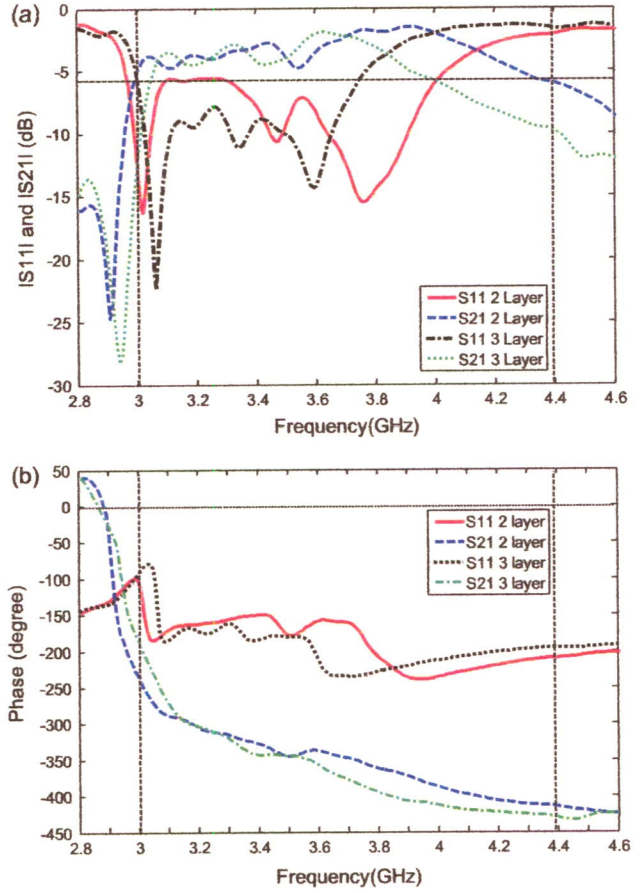 (a)
0
-5
-10
-15
-20
-25
-30
|S11| and |S21| (dB)
S11 2 Layer
S21 2 Layer
S11 3 Layer
S21 3 Layer
2.8 3 3.2 3.4 3.6 3.8 4 4.2 4.4 4.6
Frequency(GHz)
(b)
50
0
-50
-100
-150
-200
-250
-300
-350
-400
-450
Phase (degree)
S11 2 layer
S21 2 layer
S11 3 layer
S21 3 layer
2.8 3.0 3.2 3.4 3.6 3.8 4.0 4.2 4.4 4.6
Frequency(GHz)